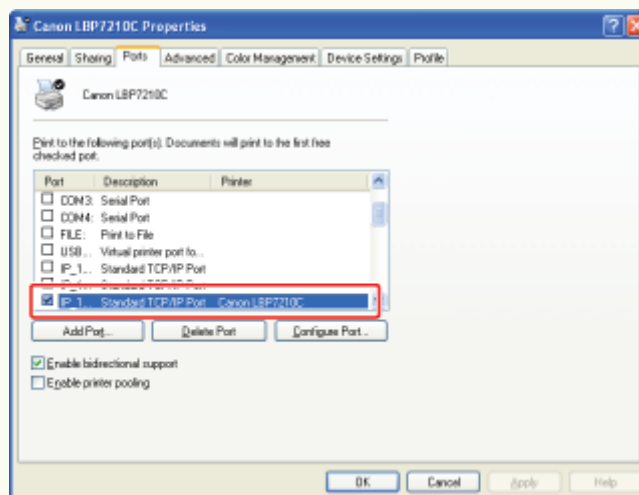 Canon LBP7210C Properties
General Sharing Ports Advanced Color Management Device Settings Profile
Canon LBP7210C
Print to the following port(s). Documents will print to the first free
checked port.
Port Description Printer
COM3: Serial Port
COM4: Serial Port
FILE: Print to File
USB... Virtual printer port fo...
IP_1... Standard TCP/IP Port
IP_1... Standard TCP/IP Port Canon LBP7210C
Add Port... Delete Port Configure Port...
Enable bidirectional support
Enable printer pooling
OK Cancel Apply Help